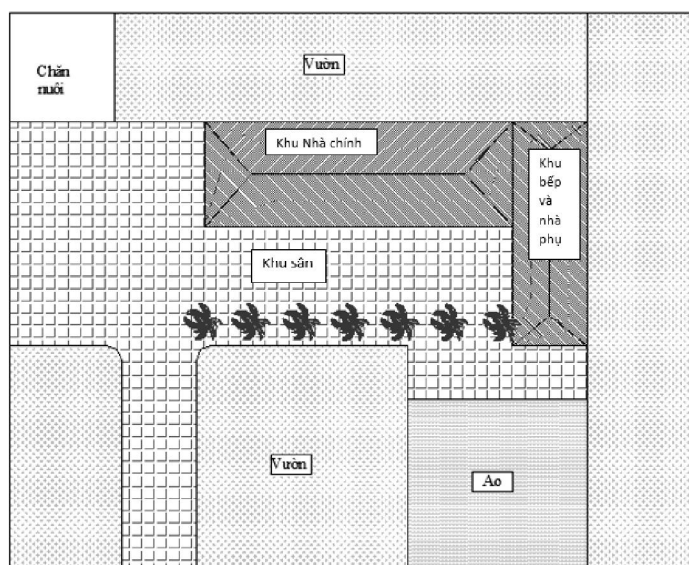 Chăn
nuôi
Vườn
Khu Nhà chính
Khu
bếp
và
nhà
phụ
Khu sân
Vườn
Ao